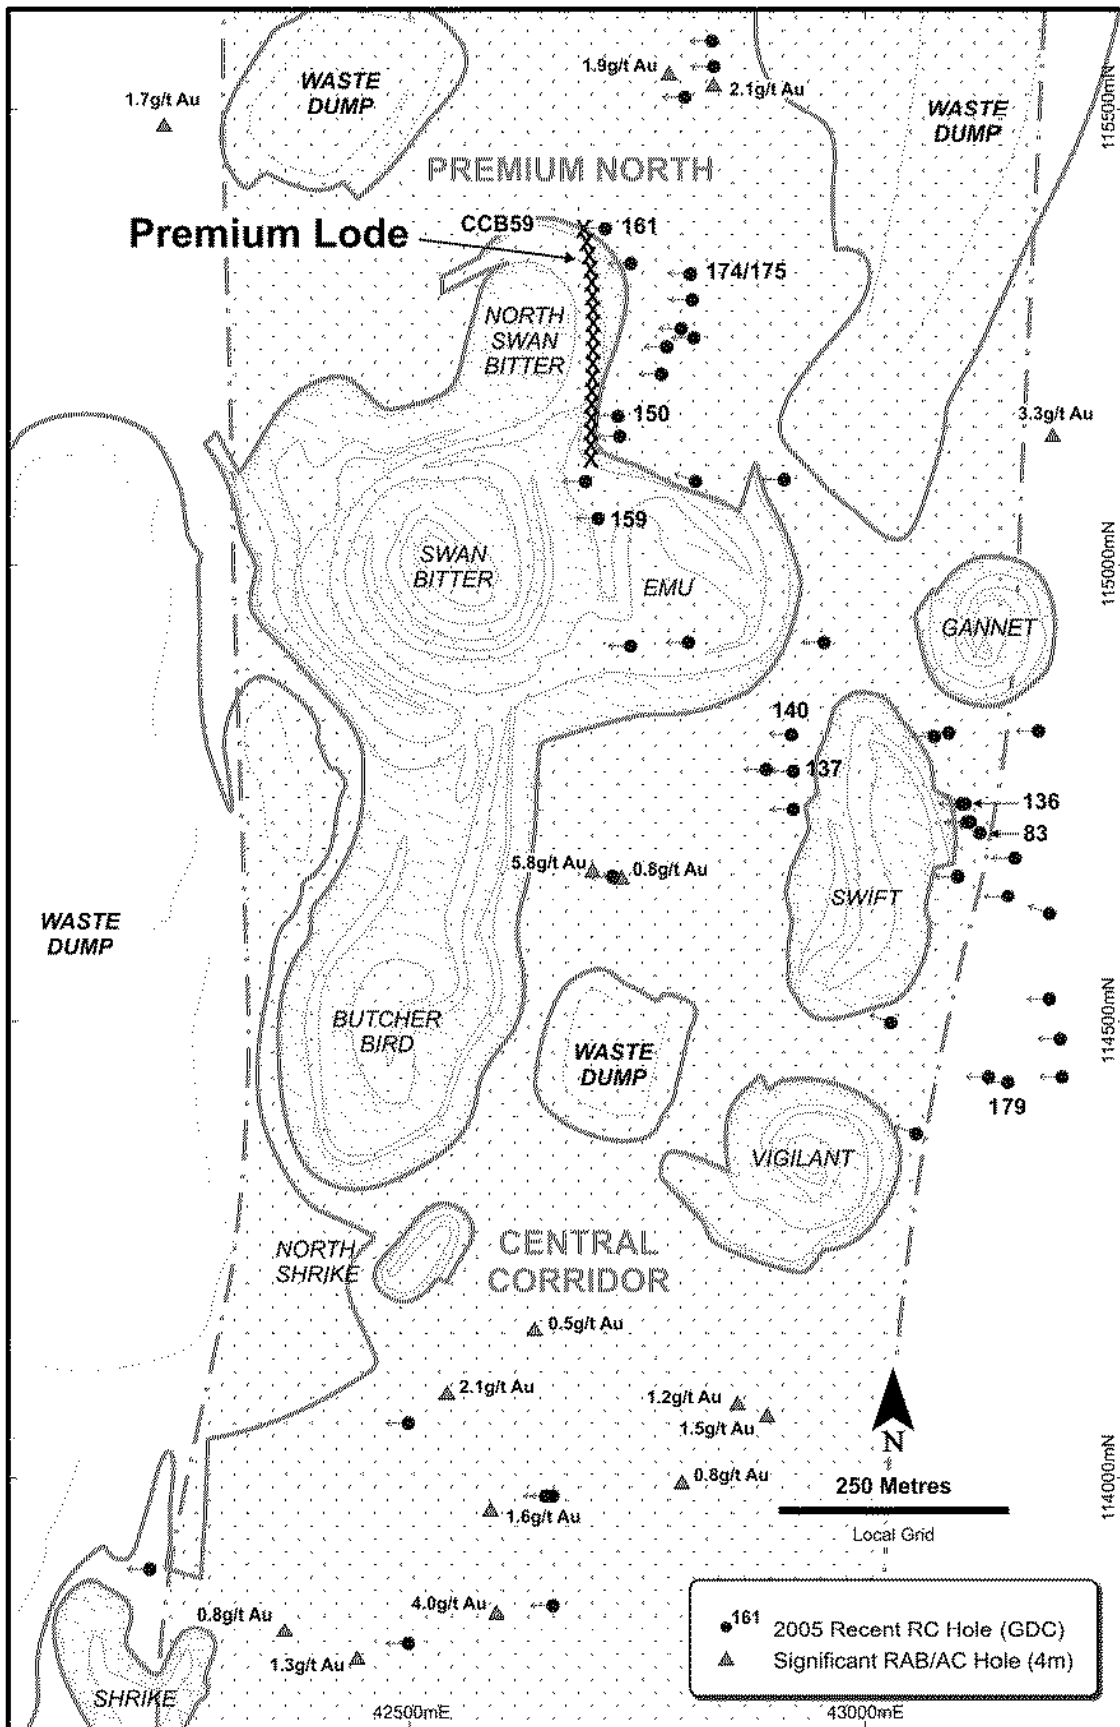 1.9g/t Au
2.1g/t Au
1.7g/t Au
WASTE
DUMP
WASTE
DUMP
115500mN
PREMIUM NORTH
CCB59
161
Premium Lode
174/175
NORTH
SWAN
BITTER
150
3.3g/t Au
159
SWAN
BITTER
EMU
115000mN
GANNET
140
137
136
83
5.8g/t Au
0.8g/t Au
SWIFT
WASTE
DUMP
BUTCHER
BIRD
WASTE
DUMP
114500mN
179
VIGILANT
NORTH
SHRIKE
CENTRAL
CORRIDOR
0.5g/t Au
2.1g/t Au
1.2g/t Au
1.5g/t Au
N
0.8g/t Au
250 Metres
1.6g/t Au
Local Grid
114000mN
0.8g/t Au
4.0g/t Au
1.3g/t Au
SHRIKE
161 2005 Recent RC Hole (GDC)
Significant RAB/AC Hole (4m)
42500mE
43000mE